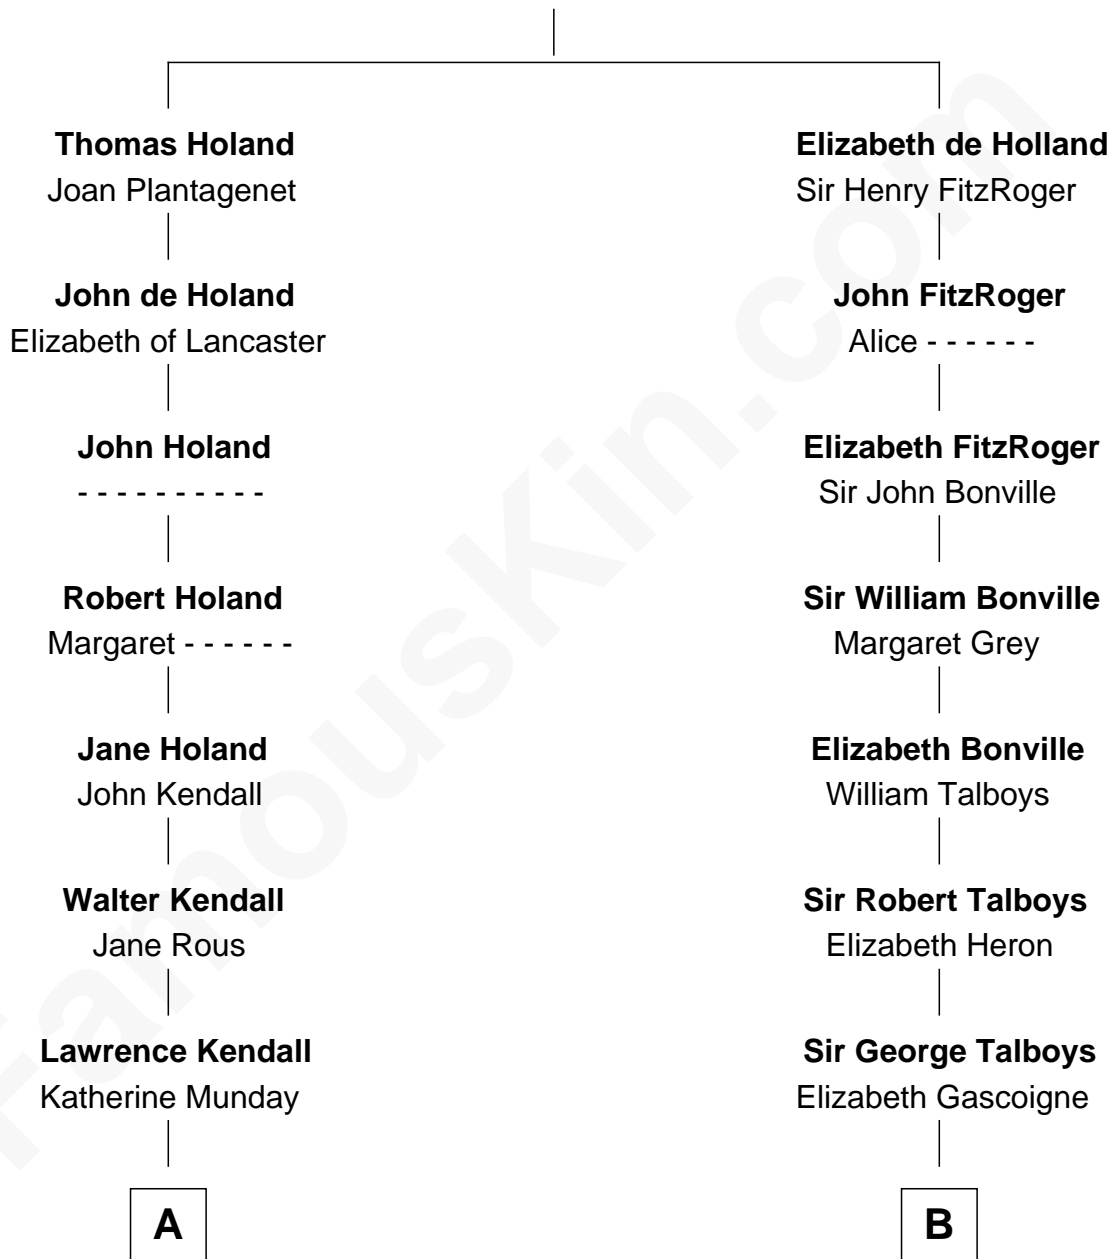 Thomas Holand
Joan Plantagenet
John de Holand
Elizabeth of Lancaster
John Holand
- - - - - - - - - -
Robert Holand
Margaret - - - - - -
Jane Holand
John Kendall
Walter Kendall
Jane Rous
Lawrence Kendall
Katherine Munday
A
Elizabeth de Holland
Sir Henry FitzRoger
John FitzRoger
Alice - - - - - -
Elizabeth FitzRoger
Sir John Bonville
Sir William Bonville
Margaret Grey
Elizabeth Bonville
William Talboys
Sir Robert Talboys
Elizabeth Heron
Sir George Talboys
Elizabeth Gascoigne
B
FamousKin.com